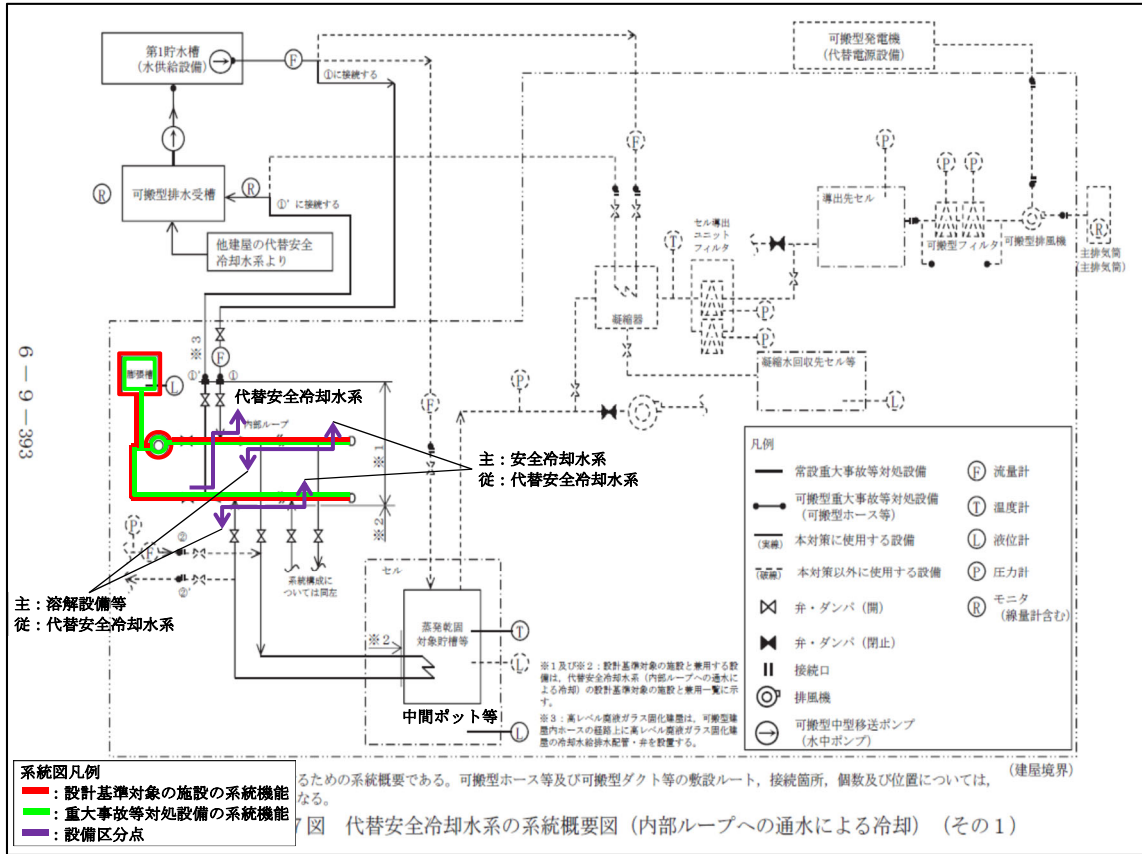 第1貯水槽
（水供給設備）
F
①に接続する
可搬型発電機
（代替電源設備）
R
可搬型排水受槽
R
①’に接続する
他建屋の代替安全
冷却水系より
F
P
P
P
導出先セル
セル導出
ユニット
フィルタ
T
可搬型フィルタ
可搬型排風機
R
主排気筒
（主排気筒）
凝縮器
P
P
凝縮水回収先セル等
L
P
F
※3
F
①’
①
膨張槽
L
代替安全冷却水系
内部ループ
※1
※2
主：安全冷却水系
従：代替安全冷却水系
P
F
②
②’
系統構成に
ついては同左
主：溶解設備等
従：代替安全冷却水系
セル
蒸発乾固
対象貯槽等
※2
T
L
中間ポット等
L
※1及び※2：設計基準対象の施設と兼用する設
備は，代替安全冷却水系（内部ループへの通水に
よる冷却）の設計基準対象の施設と兼用一覧に示
す。
※3：高レベル廃液ガラス固化建屋は，可搬型建
屋内ホースの経路上に高レベル廃液ガラス固化建
屋の冷却水給排水配管・弁を設置する。
凡例
常設重大事故等対処設備
可搬型重大事故等対処設備
（可搬型ホース等）
（実線）
本対策に使用する設備
（破線）
本対策以外に使用する設備
弁・ダンパ（開）
弁・ダンパ（閉止）
接続口
排風機
可搬型中型移送ポンプ
（水中ポンプ）
F 流量計
T 温度計
L 液位計
P 圧力計
R モニタ
（線量計含む）
（建屋境界）
系統図凡例
：設計基準対象の施設の系統機能
：重大事故等対処設備の系統機能
：設備区分点
るための系統概要である。可搬型ホース等及び可搬型ダクト等の敷設ルート，接続箇所，個数及び位置については，
なる。
7図　代替安全冷却水系の系統概要図（内部ループへの通水による冷却）（その1）
6－9－393